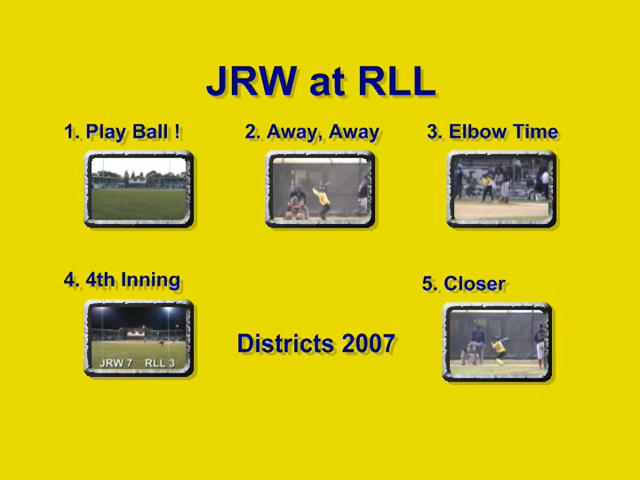 JRW at RLL
1. Play Ball !
2. Away, Away
3. Elbow Time
4. 4th Inning
5. Closer
JRW 7 RLL 3
Districts 2007